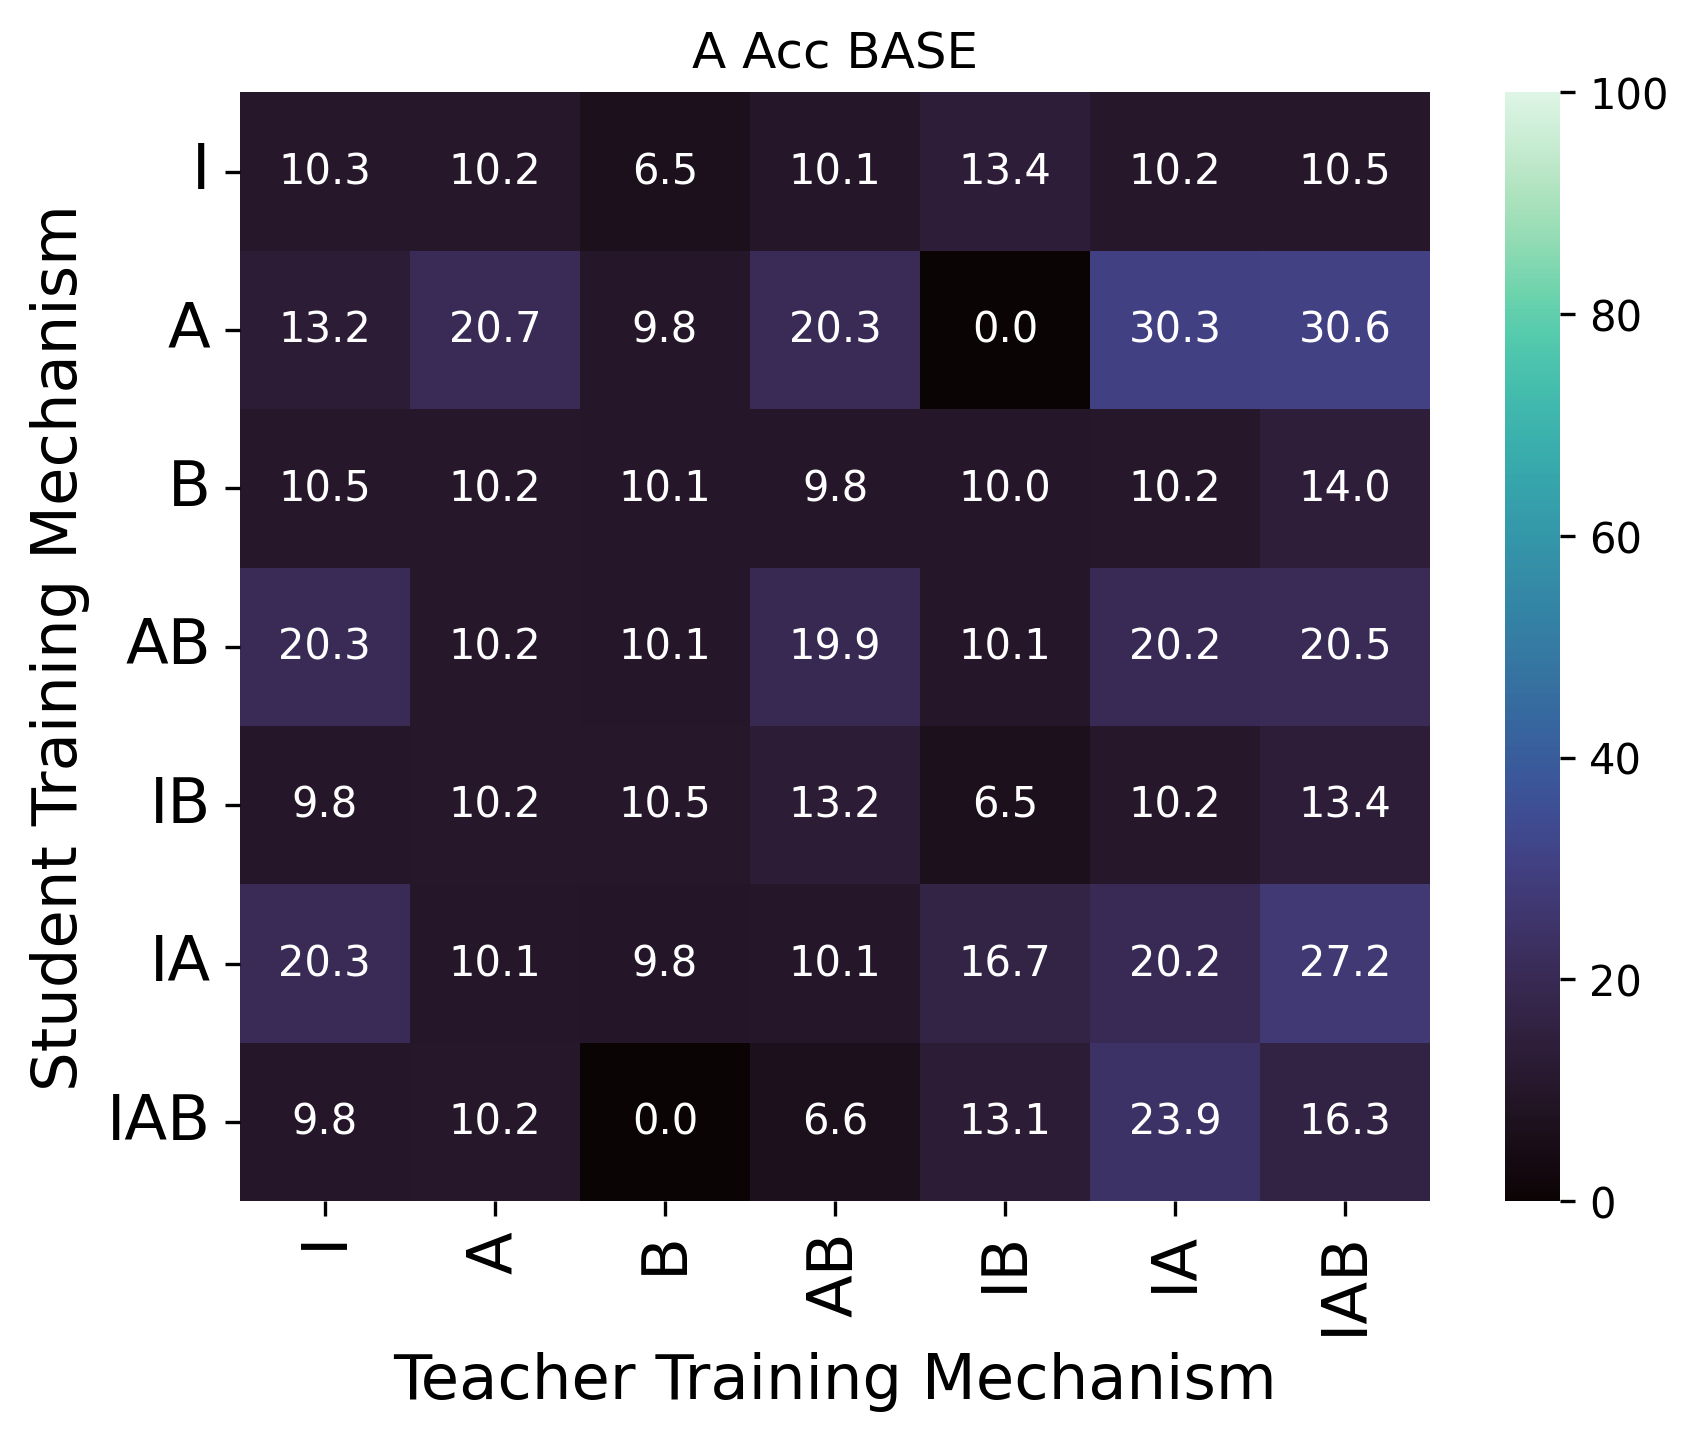 A Acc BASE
Student Training Mechanism
I 10.3 10.2 6.5 10.1 13.4 10.2 10.5
A 13.2 20.7 9.8 20.3 0.0 30.3 30.6
B 10.5 10.2 10.1 9.8 10.0 10.2 14.0
AB 20.3 10.2 10.1 19.9 10.1 20.2 20.5
IB 9.8 10.2 10.5 13.2 6.5 10.2 13.4
IA 20.3 10.1 9.8 10.1 16.7 20.2 27.2
IAB 9.8 10.2 0.0 6.6 13.1 23.9 16.3
I A B AB IB IA IAB
Teacher Training Mechanism
100
80
60
40
20
0